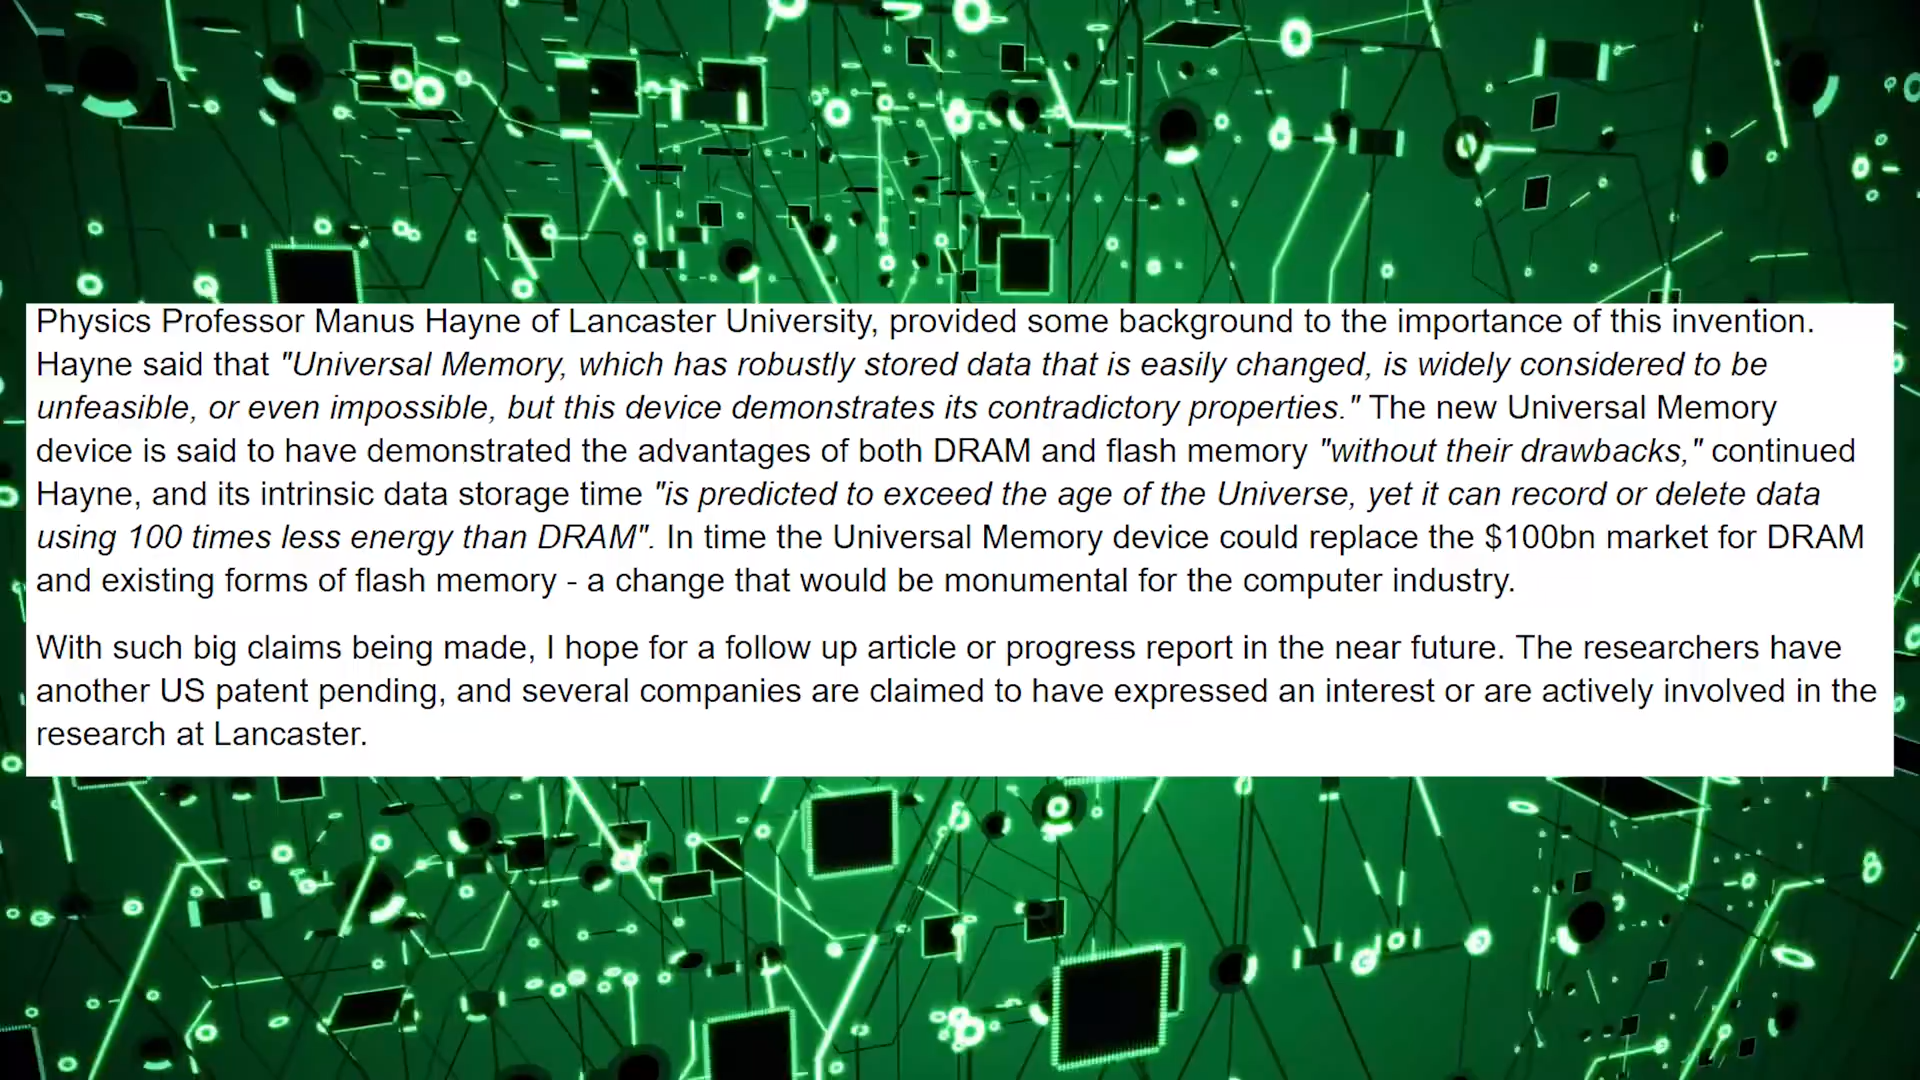 Physics Professor Manus Hayne of Lancaster University, provided some background to the importance of this invention.
Hayne said that "Universal Memory, which has robustly stored data that is easily changed, is widely considered to be
unfeasible, or even impossible, but this device demonstrates its contradictory properties." The new Universal Memory
device is said to have demonstrated the advantages of both DRAM and flash memory "without their drawbacks," continued
Hayne, and its intrinsic data storage time "is predicted to exceed the age of the Universe, yet it can record or delete data
using 100 times less energy than DRAM". In time the Universal Memory device could replace the $100bn market for DRAM
and existing forms of flash memory - a change that would be monumental for the computer industry.
With such big claims being made, I hope for a follow up article or progress report in the near future. The researchers have
another US patent pending, and several companies are claimed to have expressed an interest or are actively involved in the
research at Lancaster.